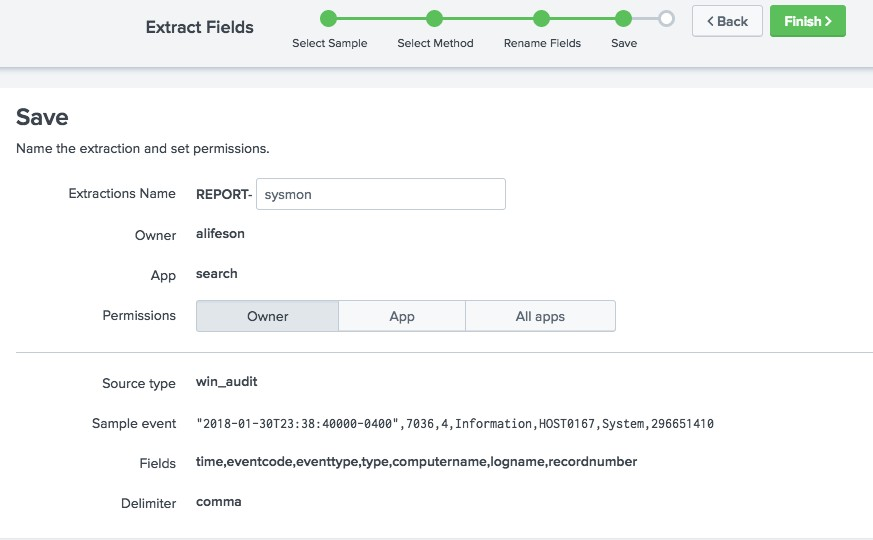 Extract Fields
Select Sample Select Method Rename Fields Save
< Back Finish >
Save
Name the extraction and set permissions.
Extractions Name REPORT- sysmon
Owner alifeson
App search
Permissions Owner App All apps
Source type win_audit
Sample event "2018-01-30T23:38:40000-0400",7036,4,Information,HOST0167,System,296651410
Fields time,eventcode,eventtype,type,computername,logname,recordnumber
Delimiter comma